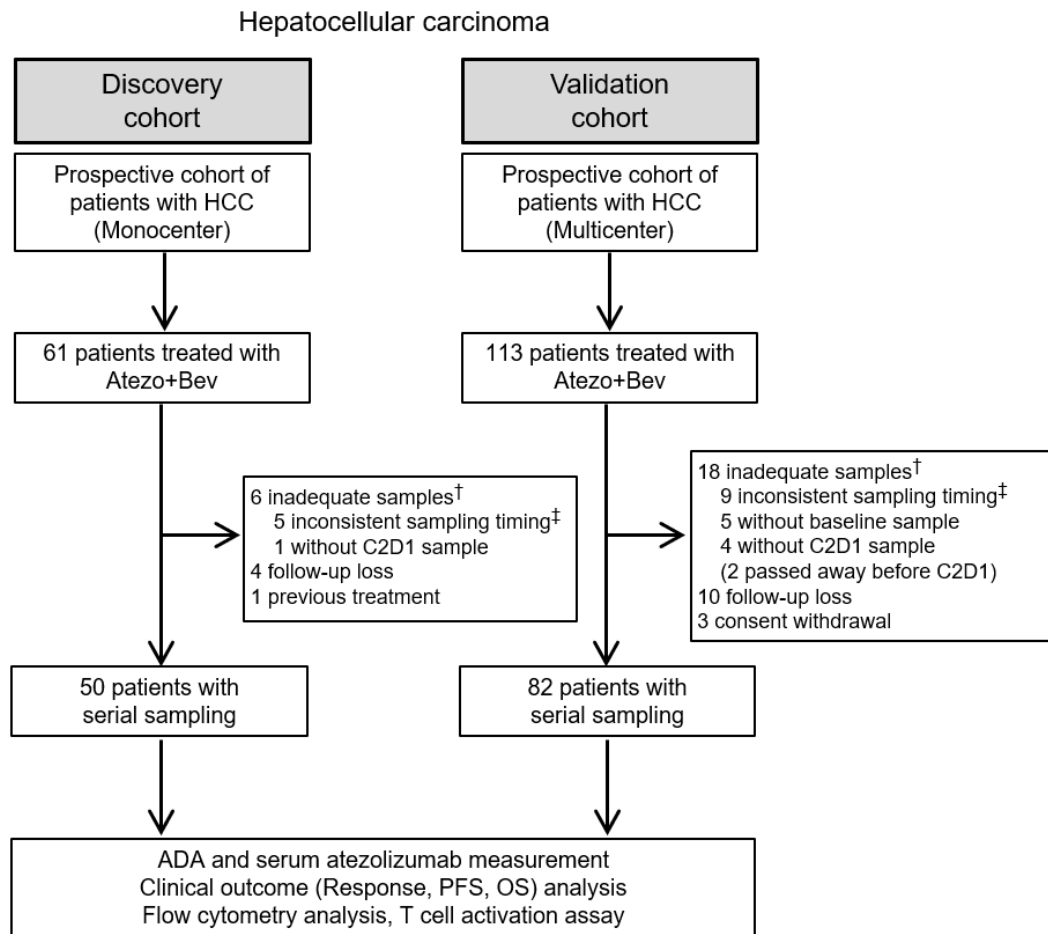 Hepatocellular carcinoma
Discovery
cohort
Prospective cohort of
patients with HCC
(Monocenter)
61 patients treated with
Atezo+Bev
6 inadequate samples†
5 inconsistent sampling timing‡
1 without C2D1 sample
4 follow-up loss
1 previous treatment
50 patients with
serial sampling
Validation
cohort
Prospective cohort of
patients with HCC
(Multicenter)
113 patients treated with
Atezo+Bev
18 inadequate samples†
9 inconsistent sampling timing‡
5 without baseline sample
4 without C2D1 sample
(2 passed away before C2D1)
10 follow-up loss
3 consent withdrawal
82 patients with
serial sampling
ADA and serum atezolizumab measurement
Clinical outcome (Response, PFS, OS) analysis
Flow cytometry analysis, T cell activation assay